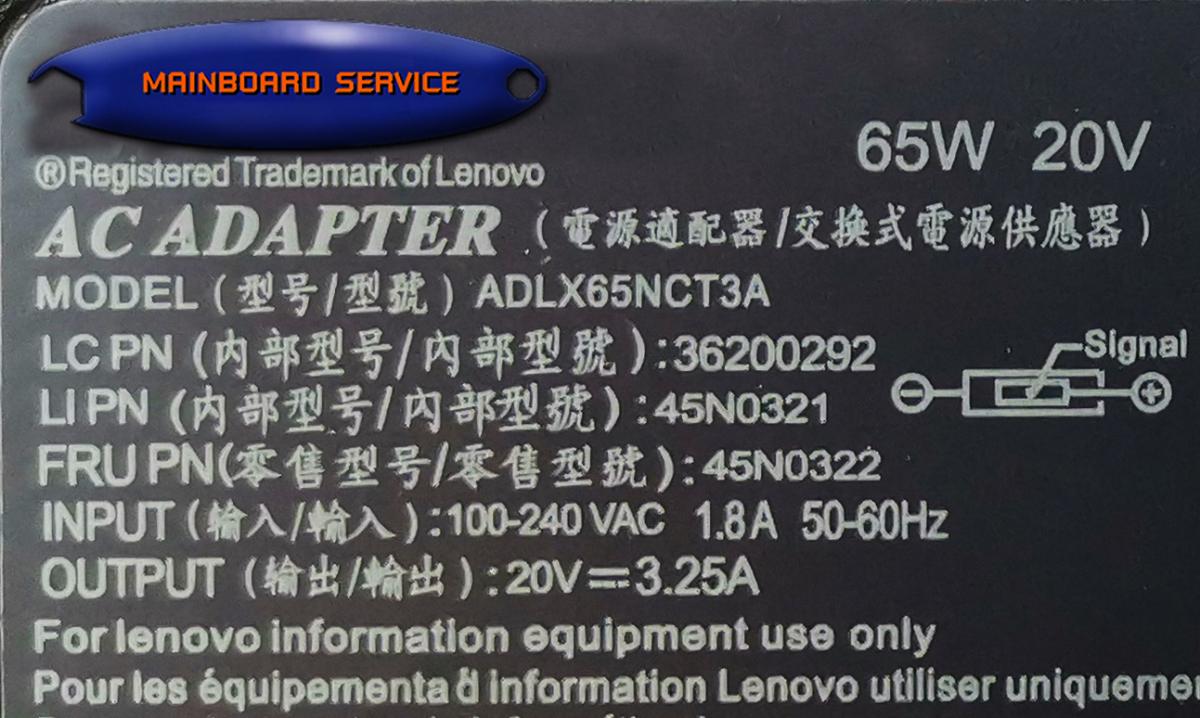 MAINBOARD SERVICE
65W 20V
®Registered Trademark of Lenovo
AC ADAPTER (電源適配器/交換式電源供應器)
MODEL (型号/型號) ADLX65NCT3A
LC PN (内部型号/內部型號):36200292
Signal
LI PN (内部型号/內部型號):45N0321
FRU PN(零售型号/零售型號):45N0322
INPUT (输入/輸入):100-240 VAC 1.8A 50-60Hz
OUTPUT (输出/輸出):20V⎓3.25A
For lenovo information equipment use only
Pour les équipementa d information Lenovo utiliser uniqueme